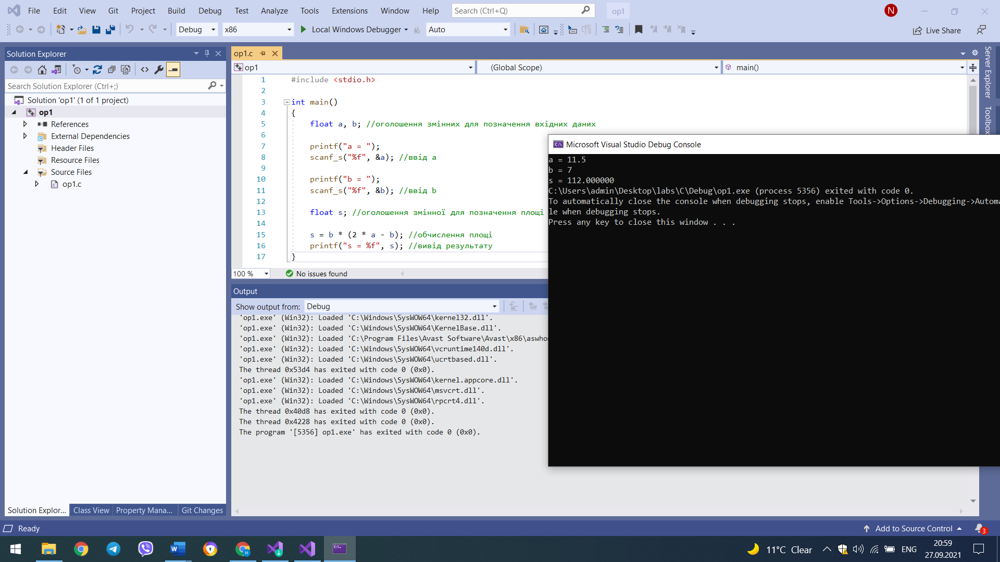 File Edit View Git Project Build Debug Test Analyze Tools Extensions Window Help Search (Ctrl+Q) op1 N
Debug x86 Local Windows Debugger Auto Live Share
Solution Explorer
Search Solution Explorer (Ctrl+;)
Solution 'op1' (1 of 1 project)
op1
References
External Dependencies
Header Files
Resource Files
Source Files
op1.c
Solution Explor... Class View Property Mana... Git Changes
op1.c
op1 (Global Scope) main()
1 #include <stdio.h>
2
3 int main()
4 {
5 float a, b; //оголошення змінних для позначення вхідних даних
6
7 printf("a = ");
8 scanf_s("%f", &a); //ввід a
9
10 printf("b = ");
11 scanf_s("%f", &b); //ввід b
12
13 float s; //оголошення змінної для позначення площі
14
15 s = b * (2 * a - b); //обчислення площі
16 printf("s = %f", s); //вивід результату
17 }
100 % No issues found
Output
Show output from: Debug
'op1.exe' (Win32): Loaded 'C:\Windows\SysWOW64\kernel32.dll'.
'op1.exe' (Win32): Loaded 'C:\Windows\SysWOW64\KernelBase.dll'.
'op1.exe' (Win32): Loaded 'C:\Program Files\Avast Software\Avast\x86\aswhoo
'op1.exe' (Win32): Loaded 'C:\Windows\SysWOW64\vcruntime140d.dll'.
'op1.exe' (Win32): Loaded 'C:\Windows\SysWOW64\ucrtbased.dll'.
The thread 0x53d4 has exited with code 0 (0x0).
'op1.exe' (Win32): Loaded 'C:\Windows\SysWOW64\kernel.appcore.dll'.
'op1.exe' (Win32): Loaded 'C:\Windows\SysWOW64\msvcrt.dll'.
'op1.exe' (Win32): Loaded 'C:\Windows\SysWOW64\rpcrt4.dll'.
The thread 0x40d8 has exited with code 0 (0x0).
The thread 0x4228 has exited with code 0 (0x0).
The program '[5356] op1.exe' has exited with code 0 (0x0).
Microsoft Visual Studio Debug Console
a = 11.5
b = 7
s = 112.000000
C:\Users\admin\Desktop\labs\C\Debug\op1.exe (process 5356) exited with code 0.
To automatically close the console when debugging stops, enable Tools->Options->Debugging->Automa
le when debugging stops.
Press any key to close this window . . .
Server Explorer
Toolbox
Ready Add to Source Control 3
11°C Clear ENG 20:59
27.09.2021